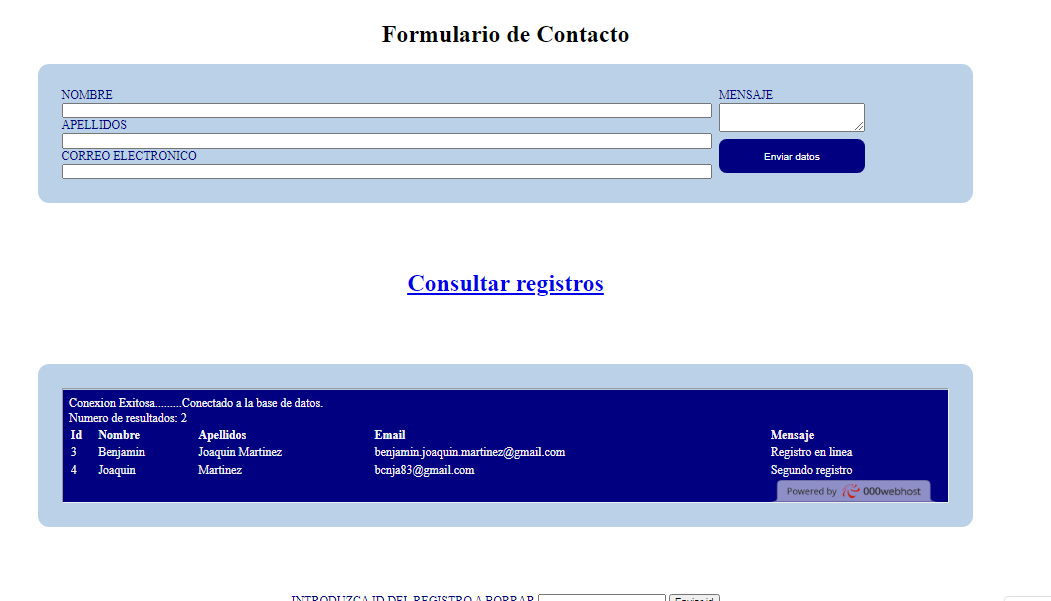 Formulario de Contacto
NOMBRE
APELLIDOS
CORREO ELECTRONICO
MENSAJE
Enviar datos
Consultar registros
Conexion Exitosa.........Conectado a la base de datos.
Numero de resultados: 2
Id Nombre Apellidos Email Mensaje
3 Benjamin Joaquin Martinez benjamin.joaquin.martinez@gmail.com Registro en linea
4 Joaquin Martinez bcnja83@gmail.com Segundo registro
Powered by 000webhost
INTRODUZCA ID DEL REGISTRO A BORRAR Enviar id